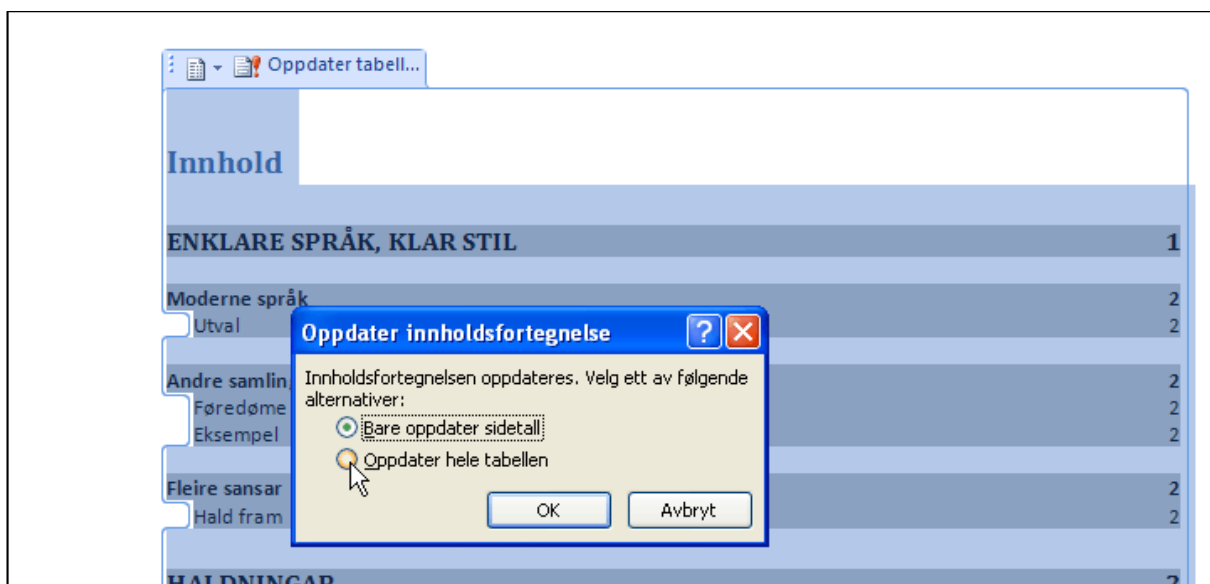 Oppdater tabell...
Innhold
ENKLARE SPRÅK, KLAR STIL 1
Moderne språk 2
Utval 2
Oppdater innholdsfortegnelse
Innholdsfortegnelsen oppdateres. Velg ett av følgende
alternativer:
Bare oppdater sidetall
Oppdater hele tabellen
OK Avbryt
Andre samlin 2
Føredøme 2
Eksempel 2
Fleire sansar 2
Hald fram 2
HALDNINGAR 2